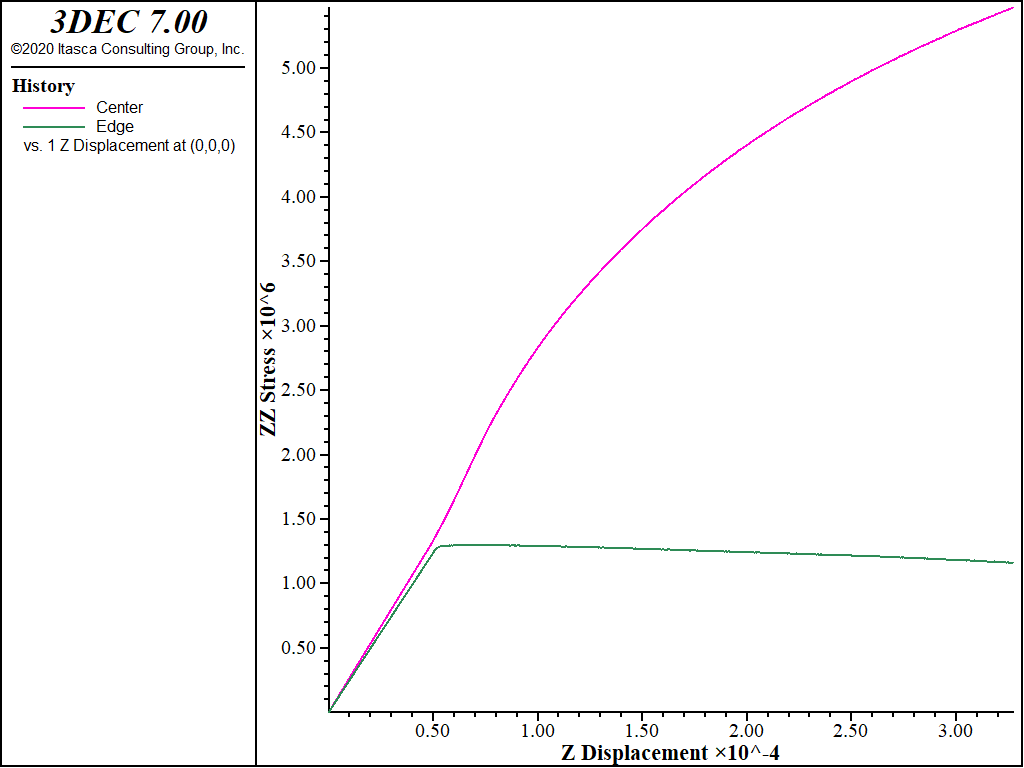 3DEC 7.00
©2020 Itasca Consulting Group, Inc.
History
Center
Edge
vs. 1 Z Displacement at (0,0,0)
ZZ Stress ×10^6
5.00
4.50
4.00
3.50
3.00
2.50
2.00
1.50
1.00
0.50
0.50 1.00 1.50 2.00 2.50 3.00
Z Displacement ×10^-4